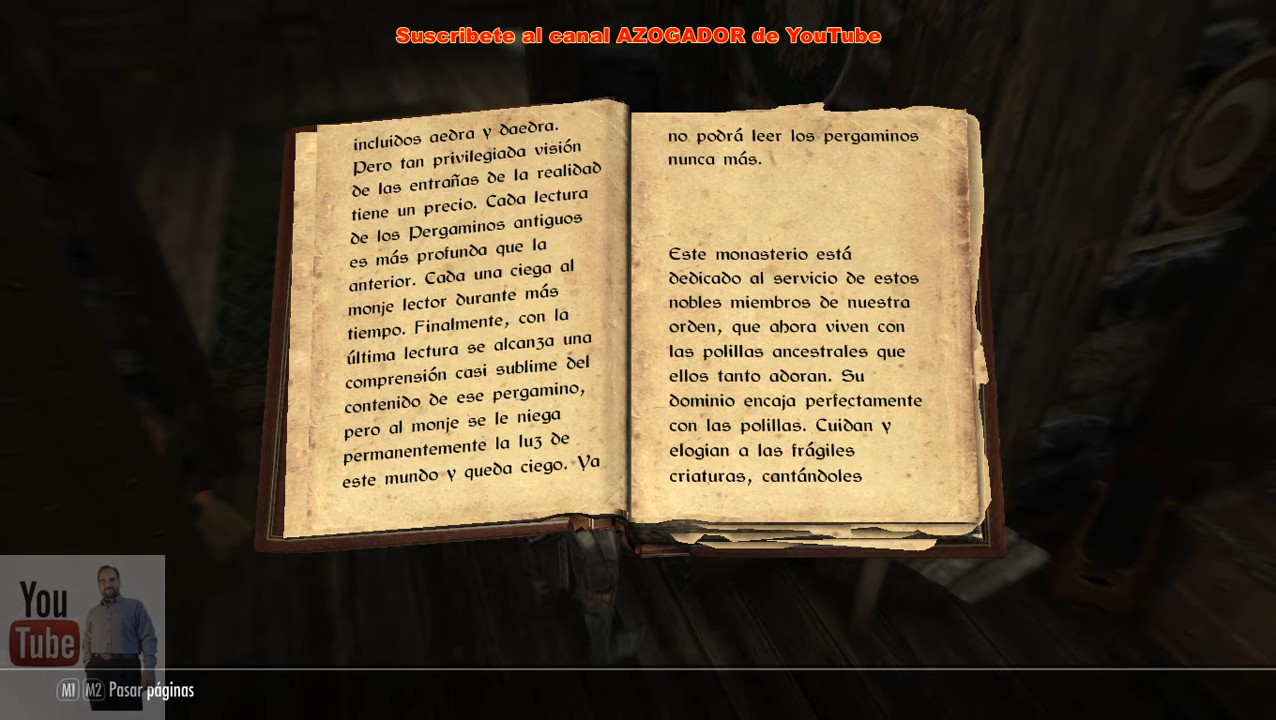 Suscribete al canal AZOGADOR de YouTube
incluidos aedra y daedra.
Pero tan privilegiada visión
de las entrañas de la realidad
tiene un precio. Cada lectura
de los Pergaminos antiguos
es más profunda que la
anterior. Cada una ciega al
monje lector durante más
tiempo. Finalmente, con la
última lectura se alcanza una
comprensión casi sublime del
contenido de ese pergamino,
pero al monje se le niega
permanentemente la luz de
este mundo y queda ciego. Ya
no podrá leer los pergaminos
nunca más.
Este monasterio está
dedicado al servicio de estos
nobles miembros de nuestra
orden, que ahora viven con
las polillas ancestrales que
ellos tanto adoran. Su
dominio encaja perfectamente
con las polillas. Cuidan y
elogian a las frágiles
criaturas, cantándoles
You
Tube
M1 M2 Pasar páginas